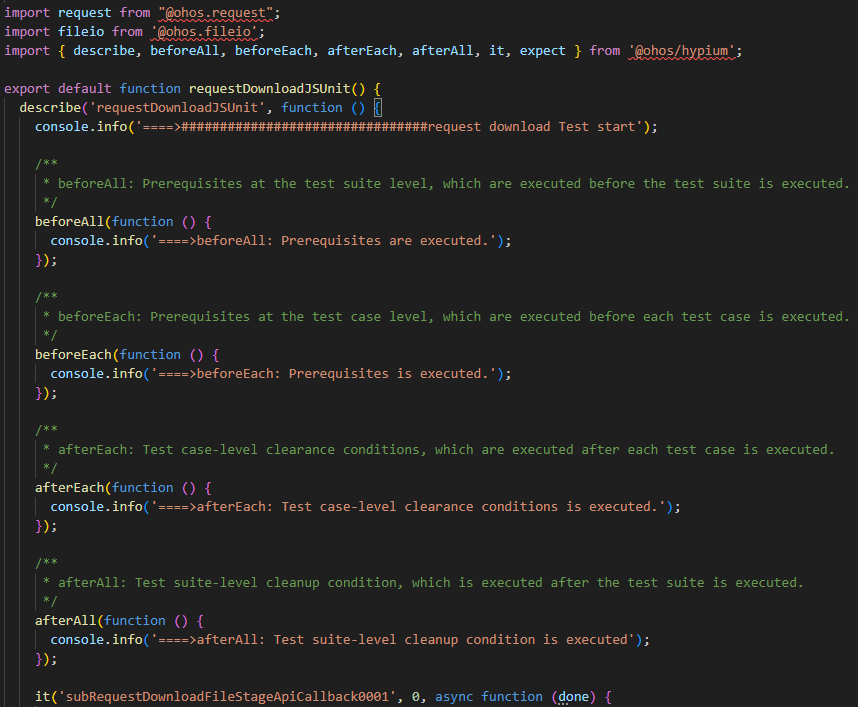 import request from "@ohos.request";
import fileio from '@ohos.fileio';
import { describe, beforeAll, beforeEach, afterEach, afterAll, it, expect } from '@ohos/hypium';
export default function requestDownloadJSUnit() {
describe('requestDownloadJSUnit', function () {
console.info('====>################################request download Test start');
/**
* beforeAll: Prerequisites at the test suite level, which are executed before the test suite is executed.
*/
beforeAll(function () {
console.info('====>beforeAll: Prerequisites are executed.');
});
/**
* beforeEach: Prerequisites at the test case level, which are executed before each test case is executed.
*/
beforeEach(function () {
console.info('====>beforeEach: Prerequisites is executed.');
});
/**
* afterEach: Test case-level clearance conditions, which are executed after each test case is executed.
*/
afterEach(function () {
console.info('====>afterEach: Test case-level clearance conditions is executed.');
});
/**
* afterAll: Test suite-level cleanup condition, which is executed after the test suite is executed.
*/
afterAll(function () {
console.info('====>afterAll: Test suite-level cleanup condition is executed');
});
it('subRequestDownloadFileStageApiCallback0001', 0, async function (done) {